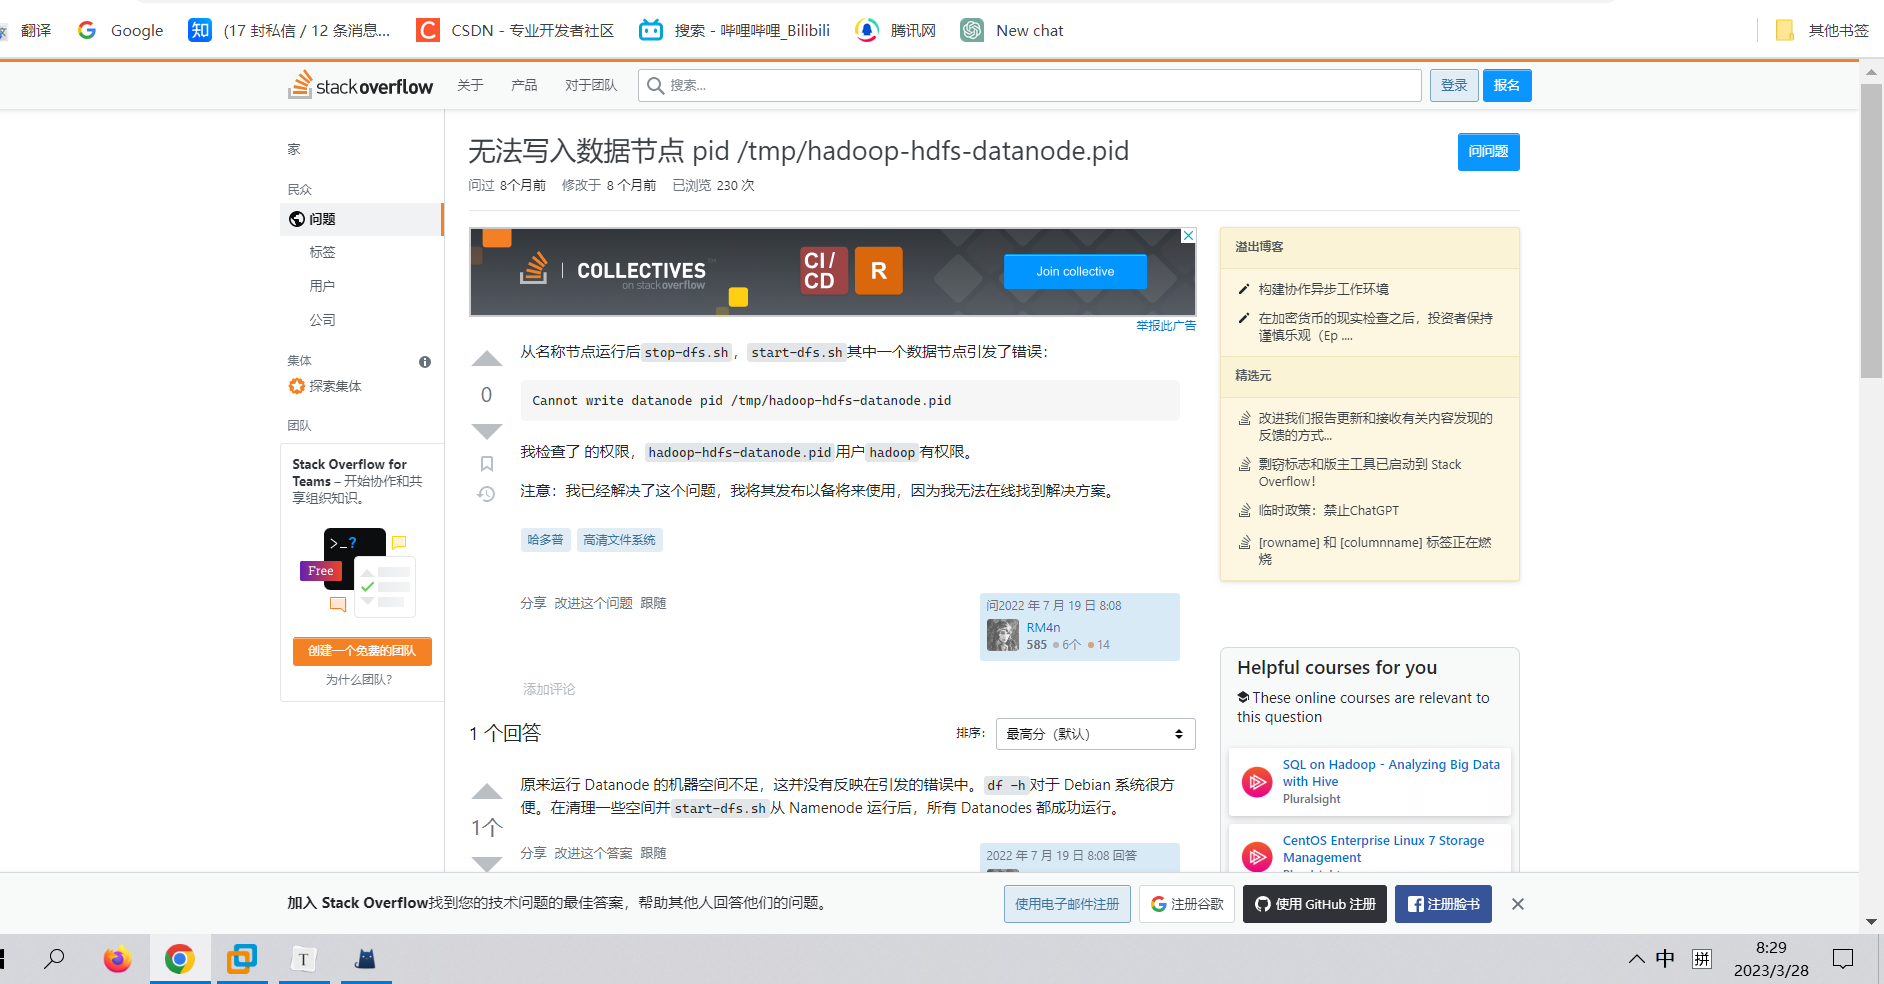 翻译 Google (17 封私信 / 12 条消息... CSDN - 专业开发者社区 搜索 - 哔哩哔哩_Bilibili 腾讯网 New chat 其他书签
stack overflow 关于 产品 对于团队 搜索... 登录 报名
家
民众
问题
标签
用户
公司
集体
探索集体
团队
Stack Overflow for
Teams – 开始协作和共
享组织知识。
>_?
Free
创建一个免费的团队
为什么团队？
无法写入数据节点 pid /tmp/hadoop-hdfs-datanode.pid
问问题
问过 8个月前 修改于 8 个月前 已浏览 230 次
COLLECTIVES
on stackoverflow
CI/
CD
R
Join collective
举报此广告
从名称节点运行后stop-dfs.sh，start-dfs.sh其中一个数据节点引发了错误：
0
Cannot write datanode pid /tmp/hadoop-hdfs-datanode.pid
我检查了 的权限，hadoop-hdfs-datanode.pid用户hadoop有权限。
注意：我已经解决了这个问题，我将其发布以备将来使用，因为我无法在线找到解决方案。
哈多普 高清文件系统
分享 改进这个问题 跟随
问2022 年 7 月 19 日 8:08
RM4n
585 6个 14
添加评论
1 个回答
排序： 最高分（默认）
原来运行 Datanode 的机器空间不足，这并没有反映在引发的错误中。df -h对于 Debian 系统很方
便。在清理一些空间并start-dfs.sh从 Namenode 运行后，所有 Datanodes 都成功运行。
1个
分享 改进这个答案 跟随
2022 年 7 月 19 日 8:08 回答
溢出博客
构建协作异步工作环境
在加密货币的现实检查之后，投资者保持
谨慎乐观（Ep ....
精选元
改进我们报告更新和接收有关内容发现的
反馈的方式...
剽窃标志和版主工具已启动到 Stack
Overflow！
临时政策：禁止ChatGPT
[rowname] 和 [columnname] 标签正在燃
烧
Helpful courses for you
These online courses are relevant to
this question
SQL on Hadoop - Analyzing Big Data
with Hive
Pluralsight
CentOS Enterprise Linux 7 Storage
Management
加入 Stack Overflow找到您的技术问题的最佳答案，帮助其他人回答他们的问题。
使用电子邮件注册 注册谷歌 使用 GitHub 注册 注册脸书
T
中 拼
8:29
2023/3/28